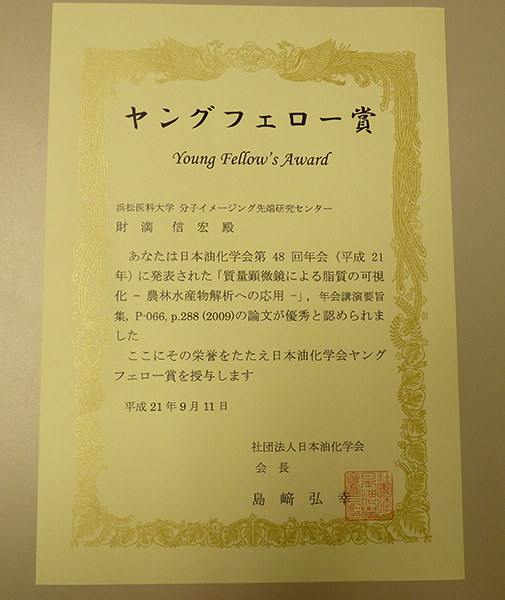 ヤングフェロー賞
Young Fellow's Award
浜松医科大学 分子イメージング先端研究センター
財満 信宏 殿
あなたは日本油化学会第 48 回年会（平成 21
年）に発表された「質量顕微鏡による脂質の可視
化 − 農林水産物解析への応用 −」, 年会講演要旨
集, P-066, p.288 (2009)の論文が優秀と認められま
した
ここにその栄誉をたたえ日本油化学会ヤング
フェロー賞を授与します
平成 21 年 9 月 11 日
社団法人日本油化学会
会 長
島 﨑 弘 幸